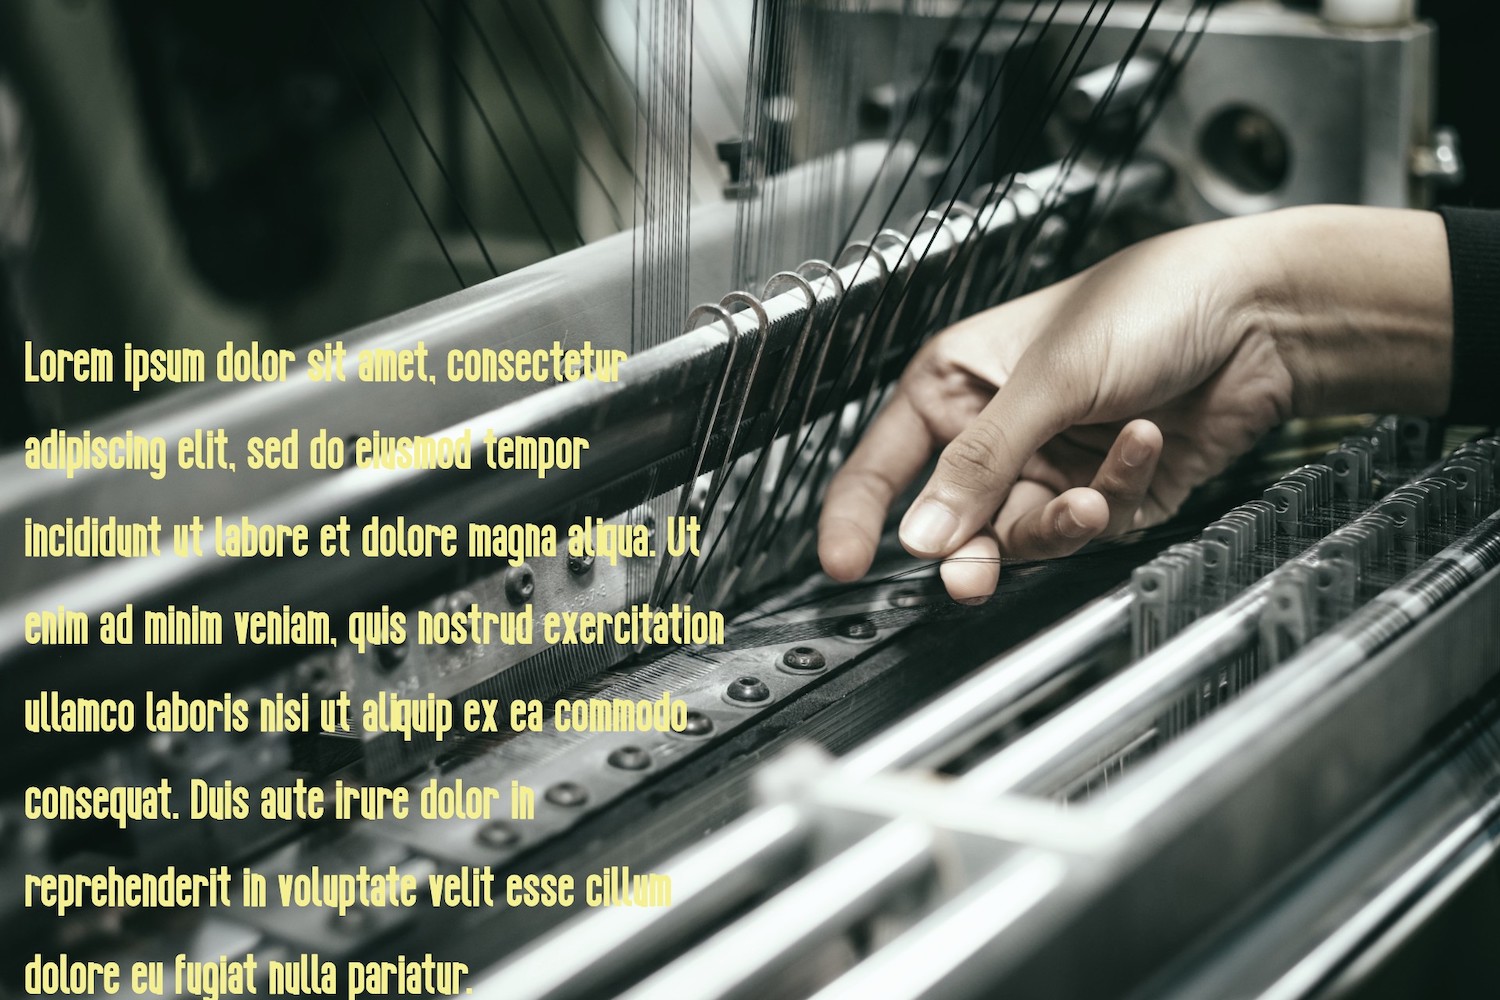 Lorem ipsum dolor sit amet, consectetur
adipiscing elit, sed do eiusmod tempor
incididunt ut labore et dolore magna aliqua. Ut
enim ad minim veniam, quis nostrud exercitation
ullamco laboris nisi ut aliquip ex ea commodo
consequat. Duis aute irure dolor in
reprehenderit in voluptate velit esse cillum
dolore eu fugiat nulla pariatur.